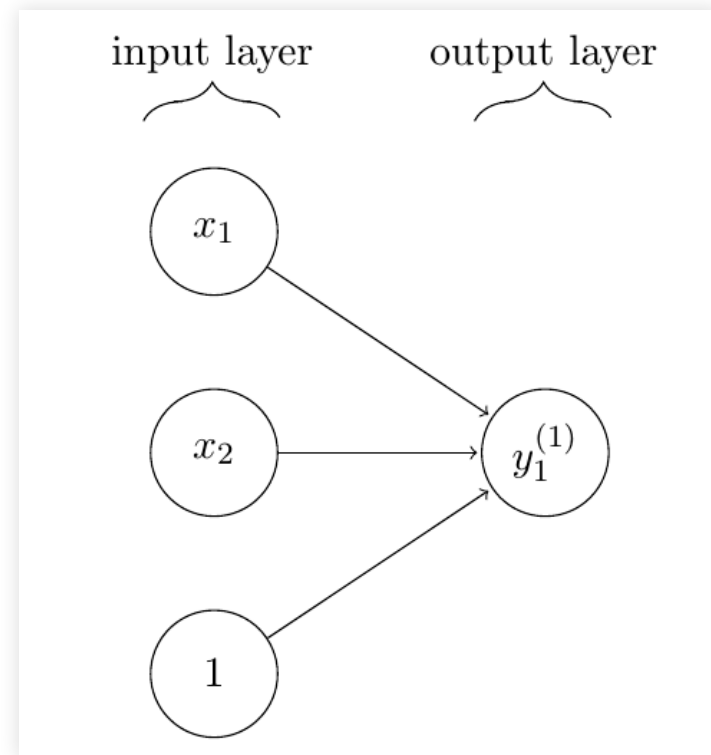 input layer output layer
x₁
x₂ y₁⁽¹⁾
1